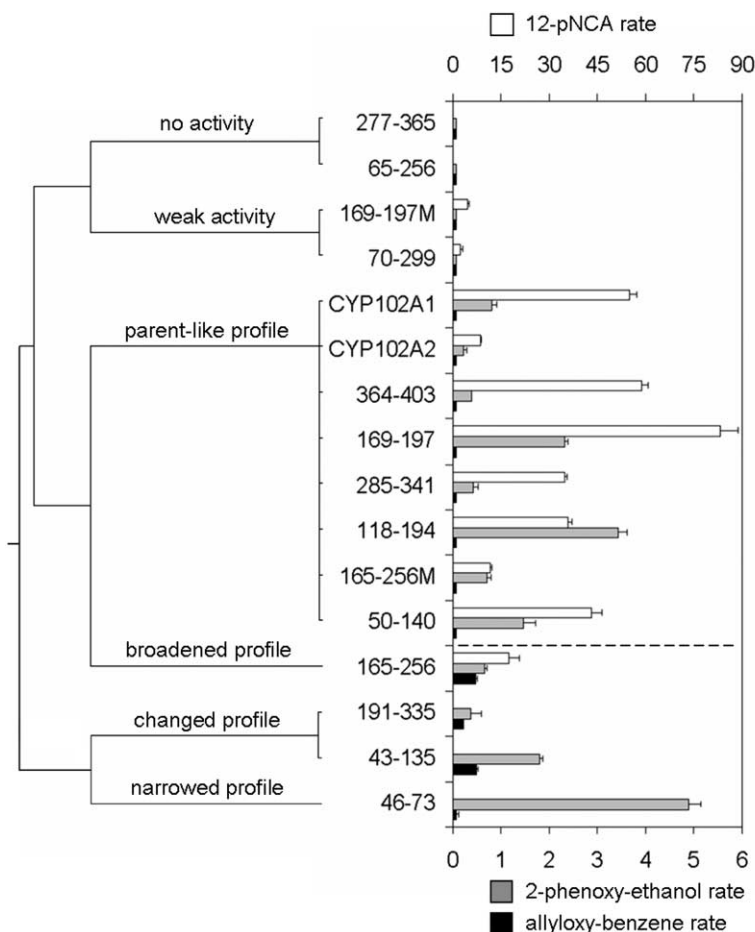 12-pNCA rate
0 15 30 45 60 75 90
no activity
277-365
65-256
weak activity
169-197M
70-299
CYP102A1
parent-like profile
CYP102A2
364-403
169-197
285-341
118-194
165-256M
50-140
broadened profile
165-256
191-335
changed profile
43-135
narrowed profile
46-73
0 1 2 3 4 5 6
2-phenoxy-ethanol rate
allyloxy-benzene rate